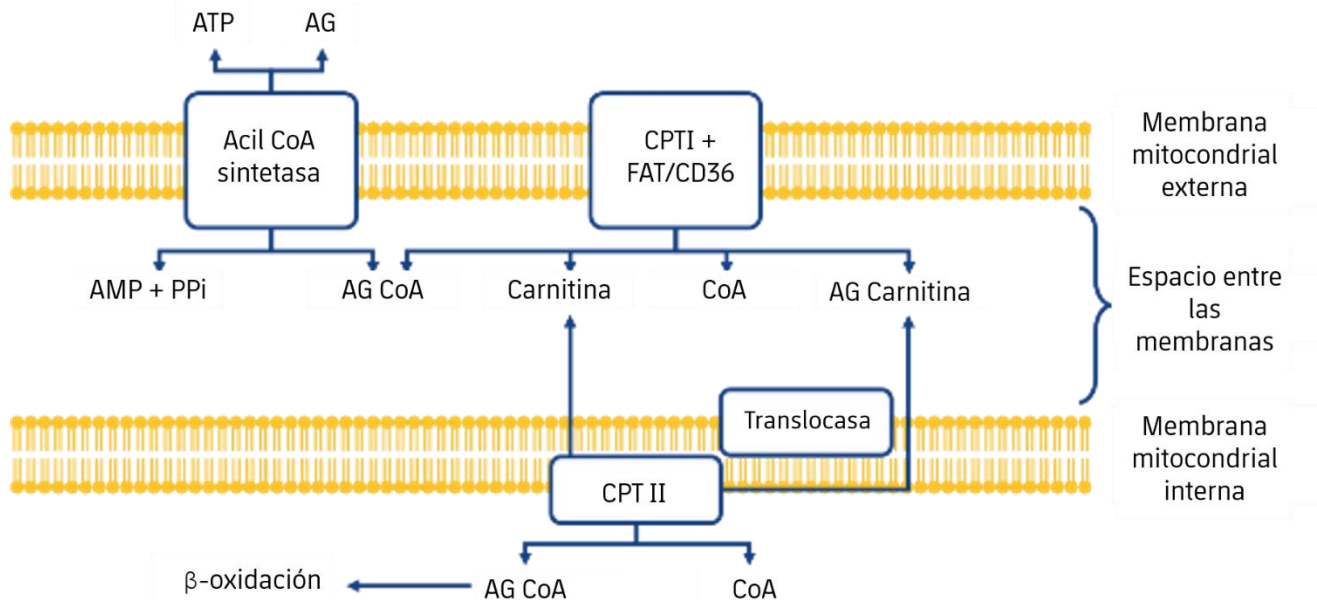 ATP
AG
Acil CoA
sintetasa
CPTI +
FAT/CD36
Membrana
mitocondrial
externa
AMP + PPi
AG CoA
Carnitina
CoA
AG Carnitina
Espacio entre
las
membranas
Translocasa
CPT II
Membrana
mitocondrial
interna
β-oxidación
AG CoA
CoA